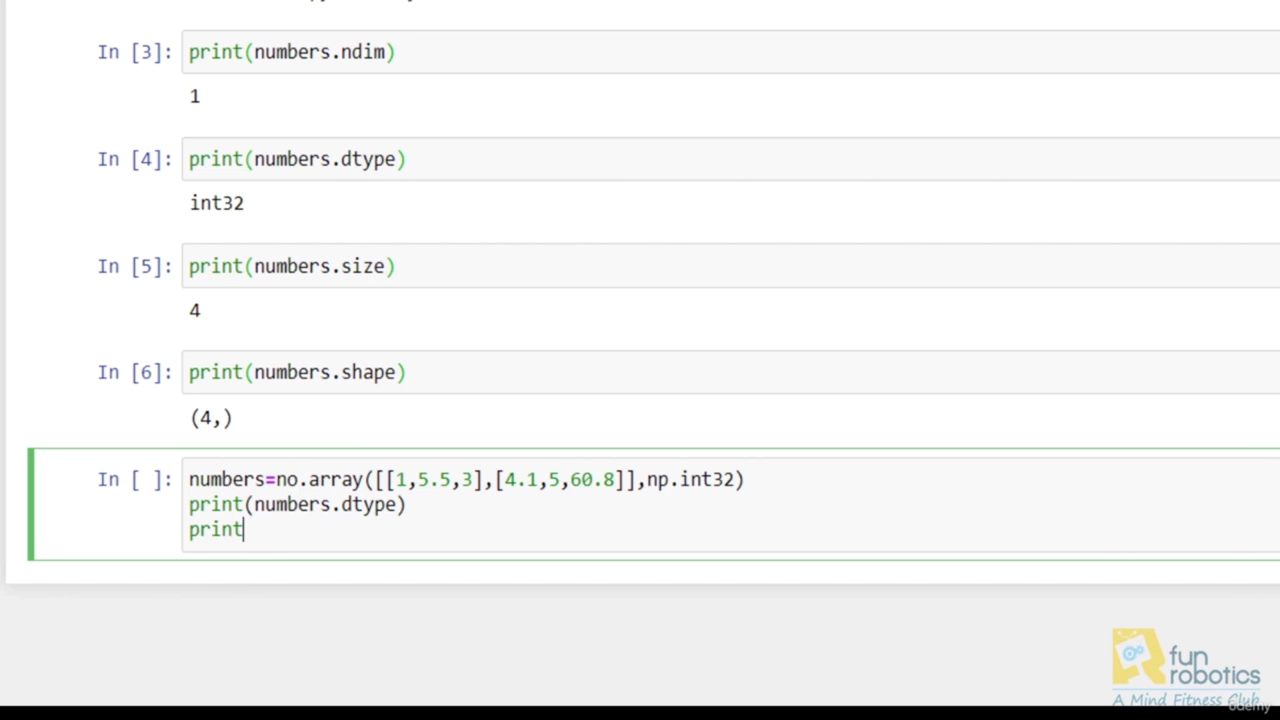 In [3]: print(numbers.ndim)
1
In [4]: print(numbers.dtype)
int32
In [5]: print(numbers.size)
4
In [6]: print(numbers.shape)
(4,)
In [ ]: numbers=no.array([[1,5.5,3],[4.1,5,60.8]],np.int32)
print(numbers.dtype)
print
fun
robotics
A Mind Fitness Club
Udemy